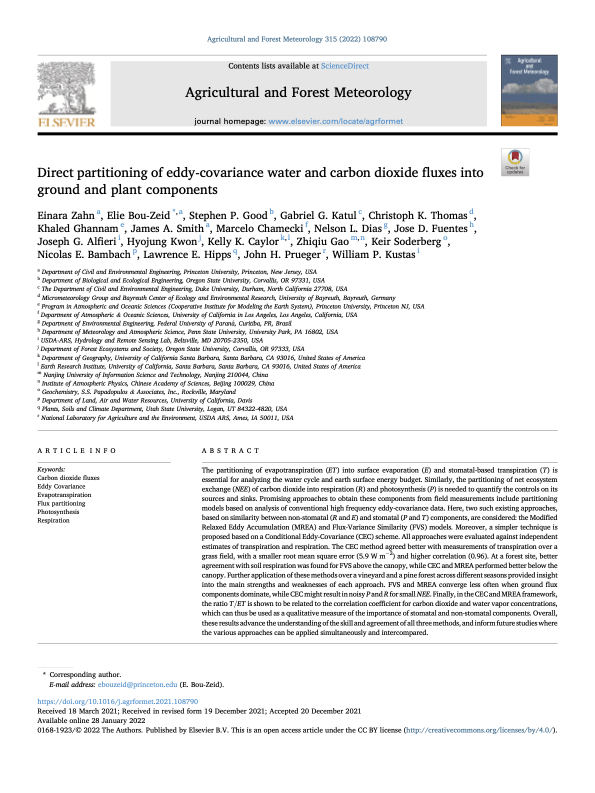 Agricultural and Forest Meteorology 315 (2022) 108790
Contents lists available at ScienceDirect
Agricultural and Forest Meteorology
journal homepage: www.elsevier.com/locate/agrformet
ELSEVIER
Agricultural
and
Forest Meteorology
Check for
updates
Direct partitioning of eddy-covariance water and carbon dioxide fluxes into
ground and plant components
Einara Zahn a, Elie Bou-Zeid *,a, Stephen P. Good b, Gabriel G. Katul c, Christoph K. Thomas d,
Khaled Ghannam e, James A. Smith a, Marcelo Chamecki f, Nelson L. Dias g, Jose D. Fuentes h,
Joseph G. Alfieri i, Hyojung Kwon j, Kelly K. Caylor k,l, Zhiqiu Gao m,n, Keir Soderberg o,
Nicolas E. Bambach p, Lawrence E. Hipps q, John H. Prueger r, William P. Kustas i
a Department of Civil and Environmental Engineering, Princeton University, Princeton, New Jersey, USA
b Department of Biological and Ecological Engineering, Oregon State University, Corvallis, OR 97331, USA
c The Department of Civil and Environmental Engineering, Duke University, Durham, North California 27708, USA
d Micrometeorology Group and Bayreuth Center of Ecology and Environmental Research, University of Bayreuth, Bayreuth, Germany
e Program in Atmospheric and Oceanic Sciences (Cooperative Institute for Modeling the Earth System), Princeton University, Princeton NJ, USA
f Department of Atmospheric & Oceanic Sciences, University of California in Los Angeles, Los Angeles, California, USA
g Department of Environmental Engineering, Federal University of Paraná, Curitiba, PR, Brazil
h Department of Meteorology and Atmospheric Science, Penn State University, University Park, PA 16802, USA
i USDA-ARS, Hydrology and Remote Sensing Lab, Beltsville, MD 20705-2350, USA
j Department of Forest Ecosystems and Society, Oregon State University, Corvallis, OR 97333, USA
k Department of Geography, University of California Santa Barbara, Santa Barbara, CA 93016, United States of America
l Earth Research Institute, University of California, Santa Barbara, Santa Barbara, CA 93016, United States of America
m Nanjing University of Information Science and Technology, Nanjing 210044, China
n Institute of Atmospheric Physics, Chinese Academy of Sciences, Beijing 100029, China
o Geochemistry, S.S. Papadopulos & Associates, Inc., Rockville, Maryland
p Department of Land, Air and Water Resources, University of California, Davis
q Plants, Soils and Climate Department, Utah State University, Logan, UT 84322-4820, USA
r National Laboratory for Agriculture and the Environment, USDA ARS, Ames, IA 50011, USA
ARTICLE INFO
Keywords:
Carbon dioxide fluxes
Eddy Covariance
Evapotranspiration
Flux partitioning
Photosynthesis
Respiration
ABSTRACT
The partitioning of evapotranspiration (ET) into surface evaporation (E) and stomatal-based transpiration (T) is
essential for analyzing the water cycle and earth surface energy budget. Similarly, the partitioning of net ecosystem
exchange (NEE) of carbon dioxide into respiration (R) and photosynthesis (P) is needed to quantify the controls on its
sources and sinks. Promising approaches to obtain these components from field measurements include partitioning
models based on analysis of conventional high frequency eddy-covariance data. Here, two such existing approaches,
based on similarity between non-stomatal (R and E) and stomatal (P and T) components, are considered: the Modified
Relaxed Eddy Accumulation (MREA) and Flux-Variance Similarity (FVS) models. Moreover, a simpler technique is
proposed based on a Conditional Eddy-Covariance (CEC) scheme. All approaches were evaluated against independent
estimates of transpiration and respiration. The CEC method agreed better with measurements of transpiration over a
grass field, with a smaller root mean square error (5.9 W m−2) and higher correlation (0.96). At a forest site, better
agreement with soil respiration was found for FVS above the canopy, while CEC and MREA performed better below the
canopy. Further application of these methods over a vineyard and a pine forest across different seasons provided insight
into the main strengths and weaknesses of each approach. FVS and MREA converge less often when ground flux
components dominate, while CEC might result in noisy P and R for small NEE. Finally, in the CEC and MREA framework,
the ratio T/ET is shown to be related to the correlation coefficient for carbon dioxide and water vapor concentrations,
which can thus be used as a qualitative measure of the importance of stomatal and non-stomatal components. Overall,
these results advance the understanding of the skill and agreement of all three methods, and inform future studies where
the various approaches can be applied simultaneously and intercompared.
* Corresponding author.
E-mail address: ebouzeid@princeton.edu (E. Bou-Zeid).
https://doi.org/10.1016/j.agrformet.2021.108790
Received 18 March 2021; Received in revised form 19 December 2021; Accepted 20 December 2021
Available online 28 January 2022
0168-1923/© 2022 The Authors. Published by Elsevier B.V. This is an open access article under the CC BY license (http://creativecommons.org/licenses/by/4.0/).